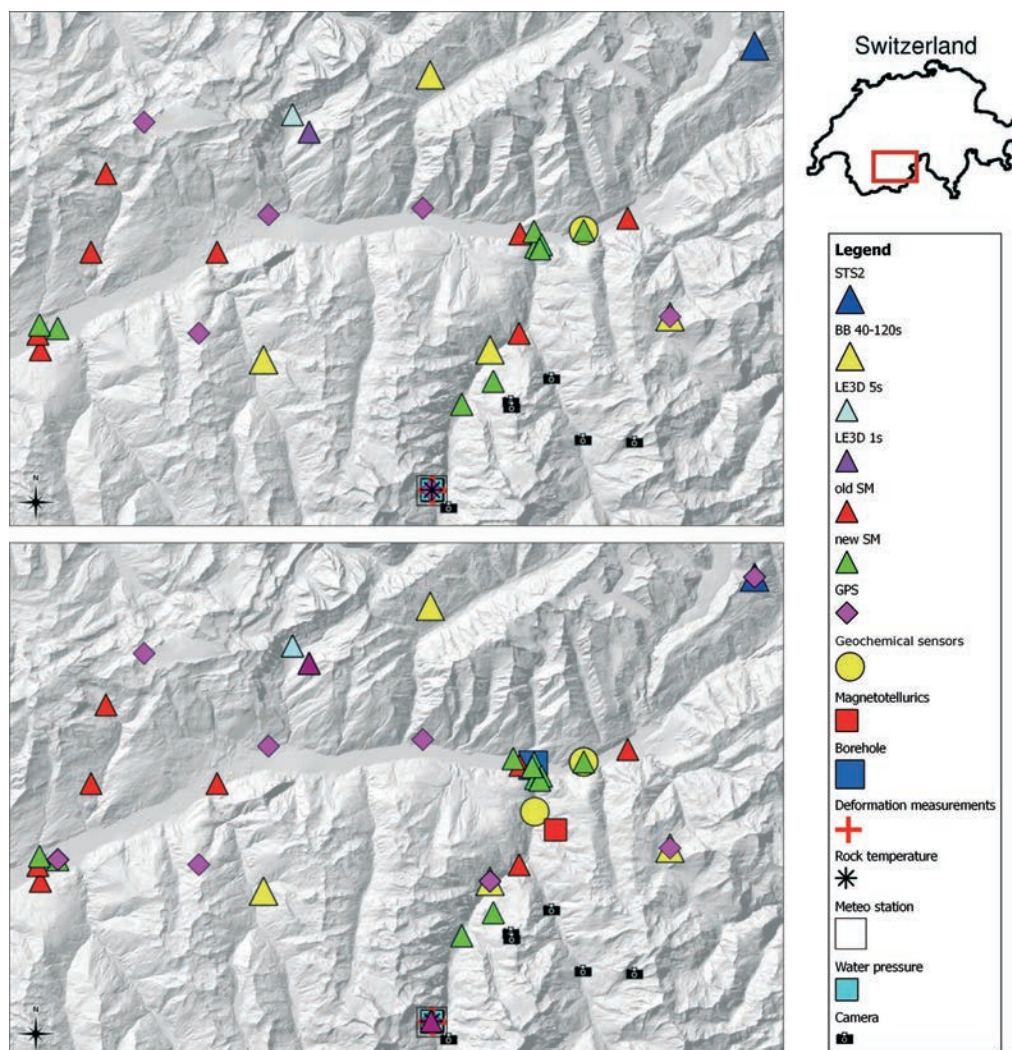 Switzerland
N
N
Legend
STS2
BB 40-120s
LE3D 5s
LE3D 1s
old SM
new SM
GPS
Geochemical sensors
Magnetotellurics
Borehole
Deformation measurements
Rock temperature
Meteo station
Water pressure
Camera